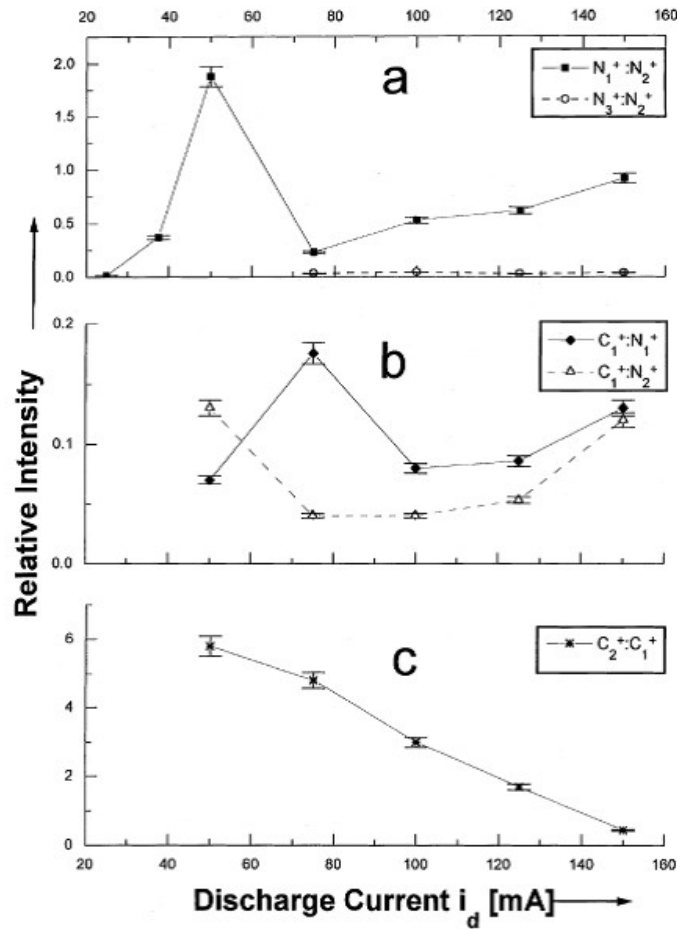 20 40 60 80 100 120 140 160
2.0
1.5
1.0
0.5
0.0
a
N₁⁺:N₂⁺
N₃⁺:N₂⁺
0.2
0.1
0.0
b
C₁⁺:N₁⁺
C₁⁺:N₂⁺
6
4
2
0
c
C₂⁺:C₁⁺
20 40 60 80 100 120 140 160
Relative Intensity
Discharge Current i_d [mA]